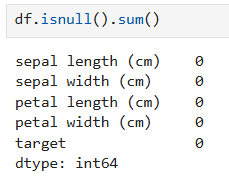 df.isnull().sum()
sepal length (cm)    0
sepal width (cm)     0
petal length (cm)    0
petal width (cm)     0
target               0
dtype: int64